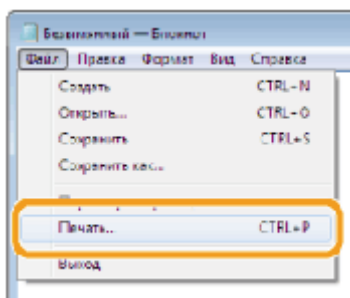 Безымянный — Блокнот
Файл Правка Формат Вид Справка
Создать CTRL+N
Открыть... CTRL+O
Сохранить CTRL+S
Сохранить как...
Печать... CTRL+P
Выход